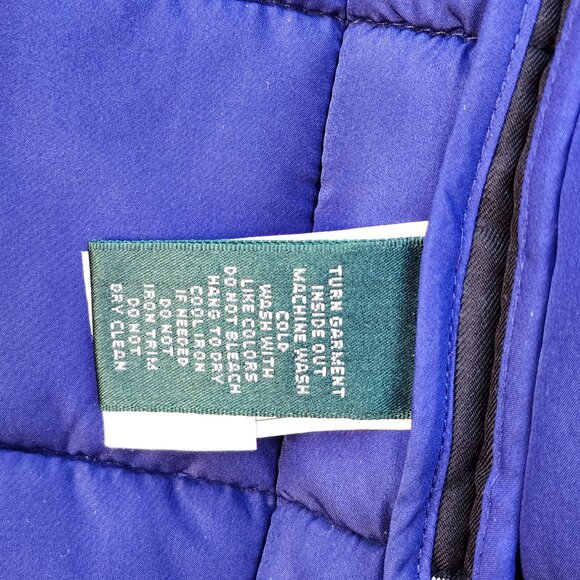 TURN GARMENT
INSIDE OUT
MACHINE WASH
COLD
WASH WITH
LIKE COLORS
DO NOT BLEACH
HANG TO DRY
COOL IRON
IF NEEDED
DO NOT
IRON TRIM
DO NOT
DRY CLEAN